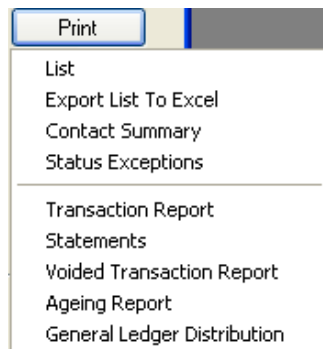 Print
List
Export List To Excel
Contact Summary
Status Exceptions
Transaction Report
Statements
Voided Transaction Report
Ageing Report
General Ledger Distribution